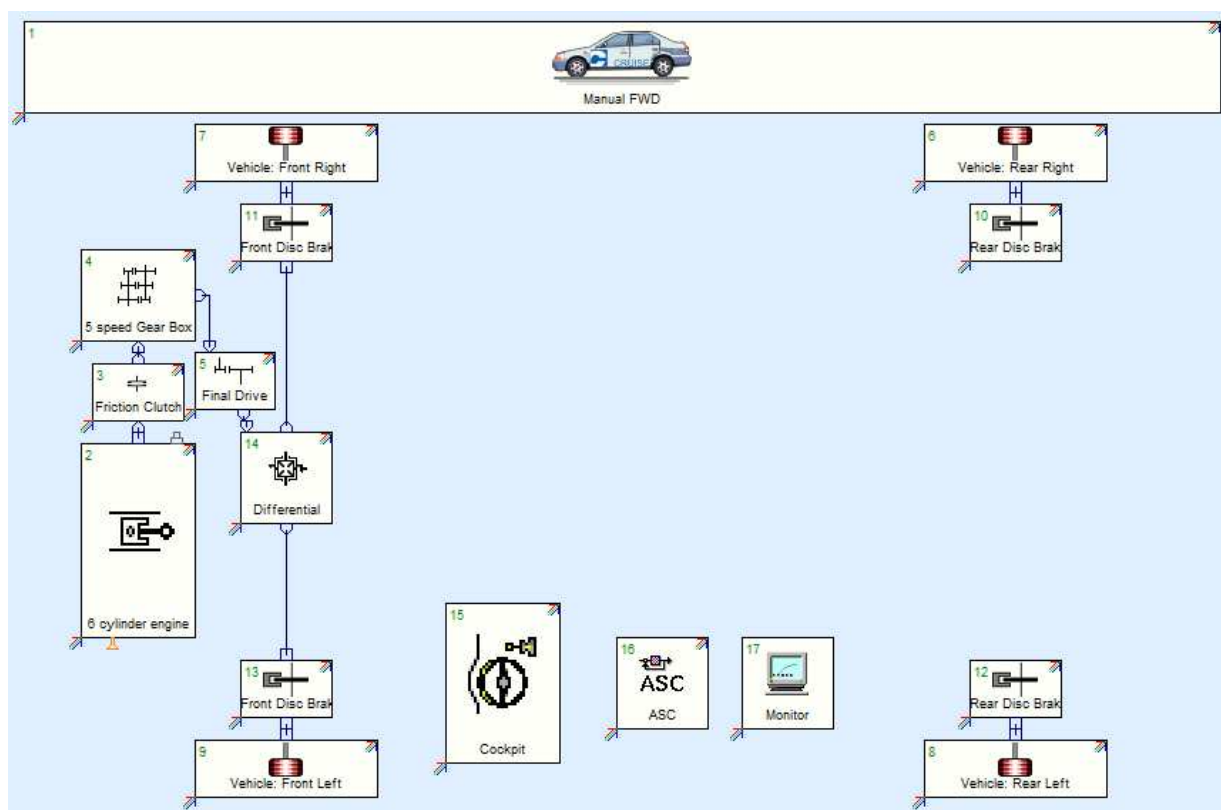 1
CRUISE
Manual FWD
7
Vehicle: Front Right
6
Vehicle: Rear Right
11
Front Disc Brak
10
Rear Disc Brak
4
5 speed Gear Box
3
Friction Clutch
5
Final Drive
2
6 cylinder engine
14
Differential
15
Cockpit
16
ASC
ASC
17
Monitor
13
Front Disc Brak
12
Rear Disc Brak
9
Vehicle: Front Left
8
Vehicle: Rear Left